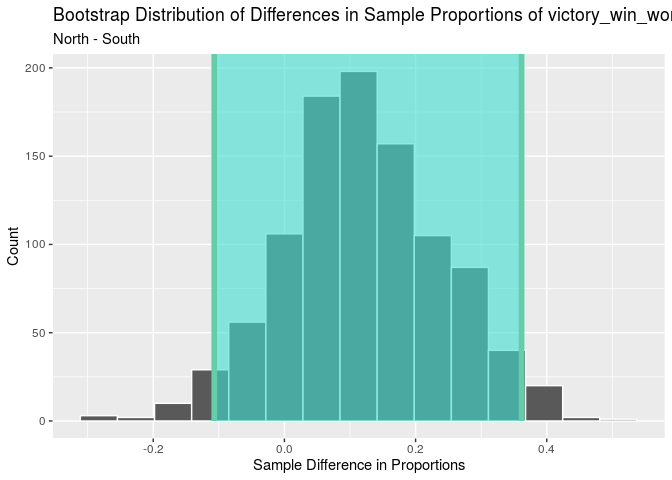 Bootstrap Distribution of Differences in Sample Proportions of victory_win_wor
North - South
200
150
100
50
0
Count
-0.2 0.0 0.2 0.4
Sample Difference in Proportions